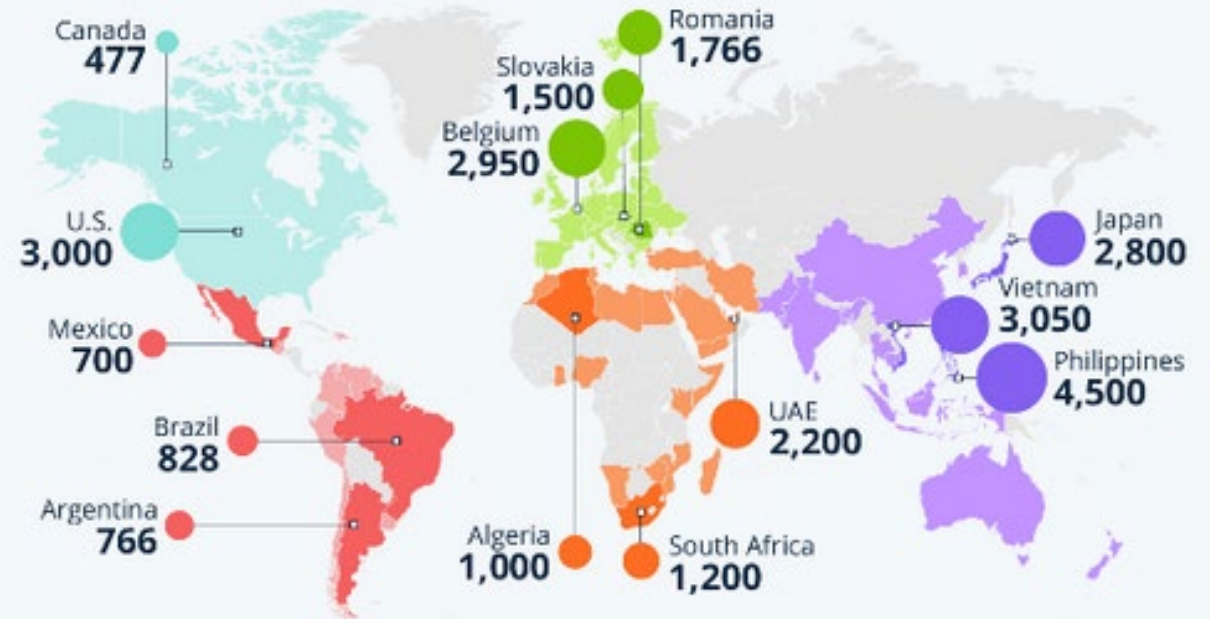 Canada
477
Romania
1,766
Slovakia
1,500
Belgium
2,950
U.S.
3,000
Japan
2,800
Vietnam
3,050
Mexico
700
Philippines
4,500
UAE
2,200
Brazil
828
Argentina
766
Algeria
1,000
South Africa
1,200